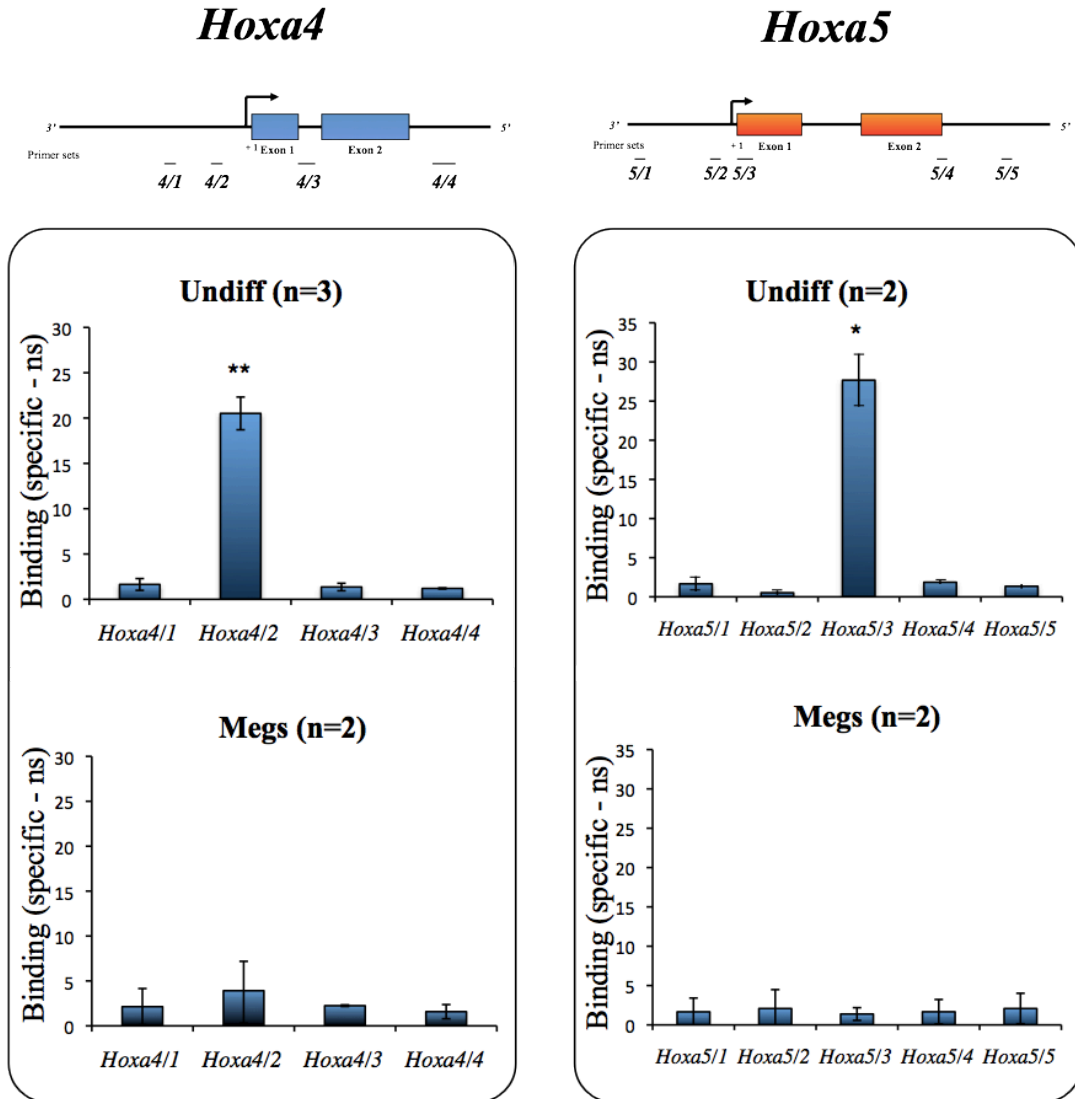 Hoxa4
3' 5'
+ 1 Exon 1 Exon 2
Primer sets
4/1 4/2 4/3 4/4
Undiff (n=3)
Binding (specific - ns)
30
25
20
15
10
5
0
**
Hoxa4/1 Hoxa4/2 Hoxa4/3 Hoxa4/4
Megs (n=2)
Binding (specific - ns)
30
25
20
15
10
5
0
Hoxa4/1 Hoxa4/2 Hoxa4/3 Hoxa4/4
Hoxa5
3' 5'
Primer sets + 1 Exon 1 Exon 2
5/1 5/2 5/3 5/4 5/5
Undiff (n=2)
Binding (specific - ns)
35
30
25
20
15
10
5
0
*
Hoxa5/1 Hoxa5/2 Hoxa5/3 Hoxa5/4 Hoxa5/5
Megs (n=2)
Binding (specific - ns)
35
30
25
20
15
10
5
0
Hoxa5/1 Hoxa5/2 Hoxa5/3 Hoxa5/4 Hoxa5/5